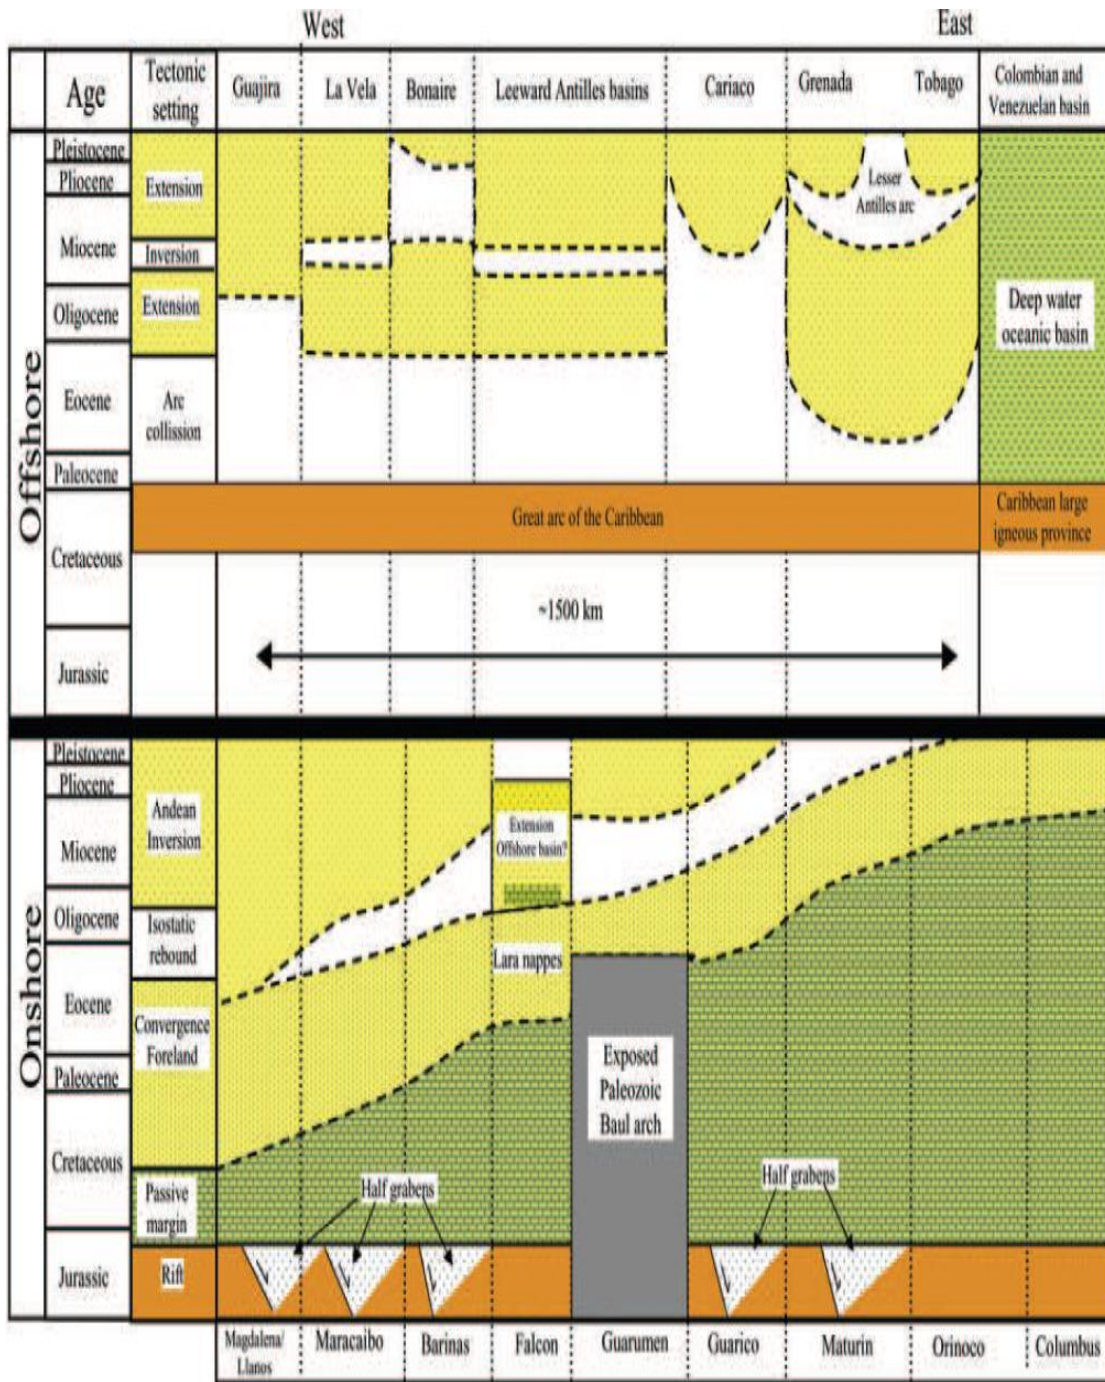 West
East
Age
Tectonic
setting
Guajira
La Vela
Bonaire
Leeward Antilles basins
Cariaco
Grenada
Tobago
Colombian and
Venezuelan basin
Offshore
Pleistocene
Pliocene
Miocene
Oligocene
Eocene
Paleocene
Cretaceous
Jurassic
Extension
Inversion
Extension
Arc
collission
Lesser
Antilles arc
Deep water
oceanic basin
Great arc of the Caribbean
Caribbean large
igneous province
~1500 km
Onshore
Pleistocene
Pliocene
Miocene
Oligocene
Eocene
Paleocene
Cretaceous
Jurassic
Andean
Inversion
Isostatic
rebound
Convergence
Foreland
Passive
margin
Rift
Extension
Offshore basin?
Lara nappes
Exposed
Paleozoic
Baul arch
Half grabens
Half grabens
Magdalena/
Llanos
Maracaibo
Barinas
Falcon
Guarumen
Guarico
Maturin
Orinoco
Columbus